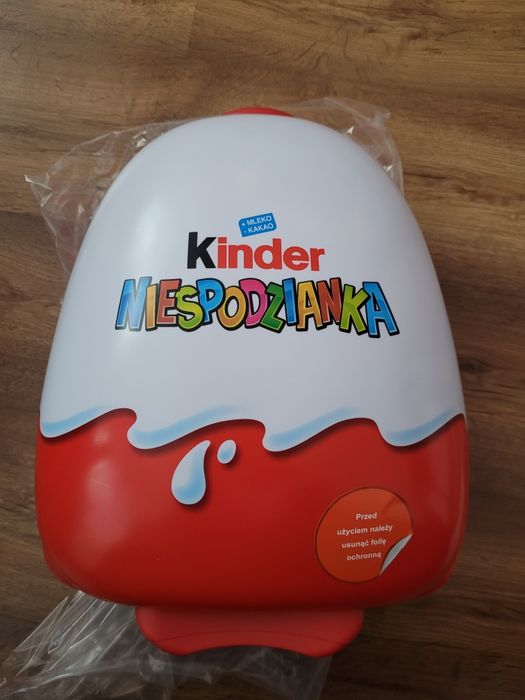 + MLEKO
- KAKAO
Kinder
NIESPODZIANKA
Przed
użyciem należy
usunąć folię
ochronną